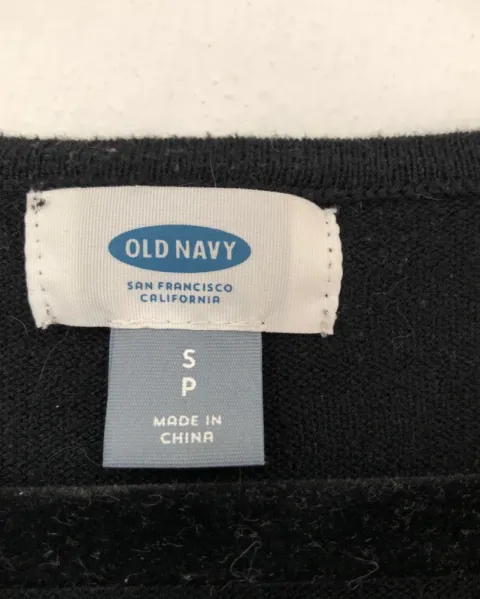 OLD NAVY
SAN FRANCISCO
CALIFORNIA
S
P
MADE IN
CHINA